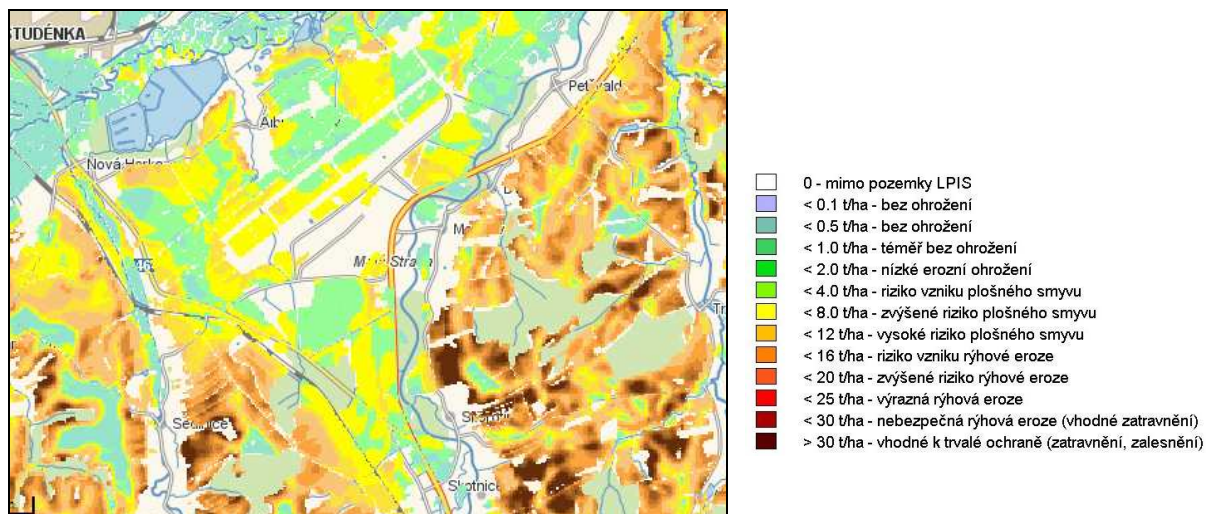 TUDÉNKA
Petřvald
Albr
Nová Hor
46
Sedlnice
Skotnice
0 - mimo pozemky LPIS
< 0.1 t/ha - bez ohrožení
< 0.5 t/ha - bez ohrožení
< 1.0 t/ha - téměř bez ohrožení
< 2.0 t/ha - nízké erozní ohrožení
< 4.0 t/ha - riziko vzniku plošného smyvu
< 8.0 t/ha - zvýšené riziko plošného smyvu
< 12 t/ha - vysoké riziko plošného smyvu
< 16 t/ha - riziko vzniku rýhové eroze
< 20 t/ha - zvýšené riziko rýhové eroze
< 25 t/ha - výrazná rýhová eroze
< 30 t/ha - nebezpečná rýhová eroze (vhodné zatravnění)
> 30 t/ha - vhodné k trvalé ochraně (zatravnění, zalesnění)